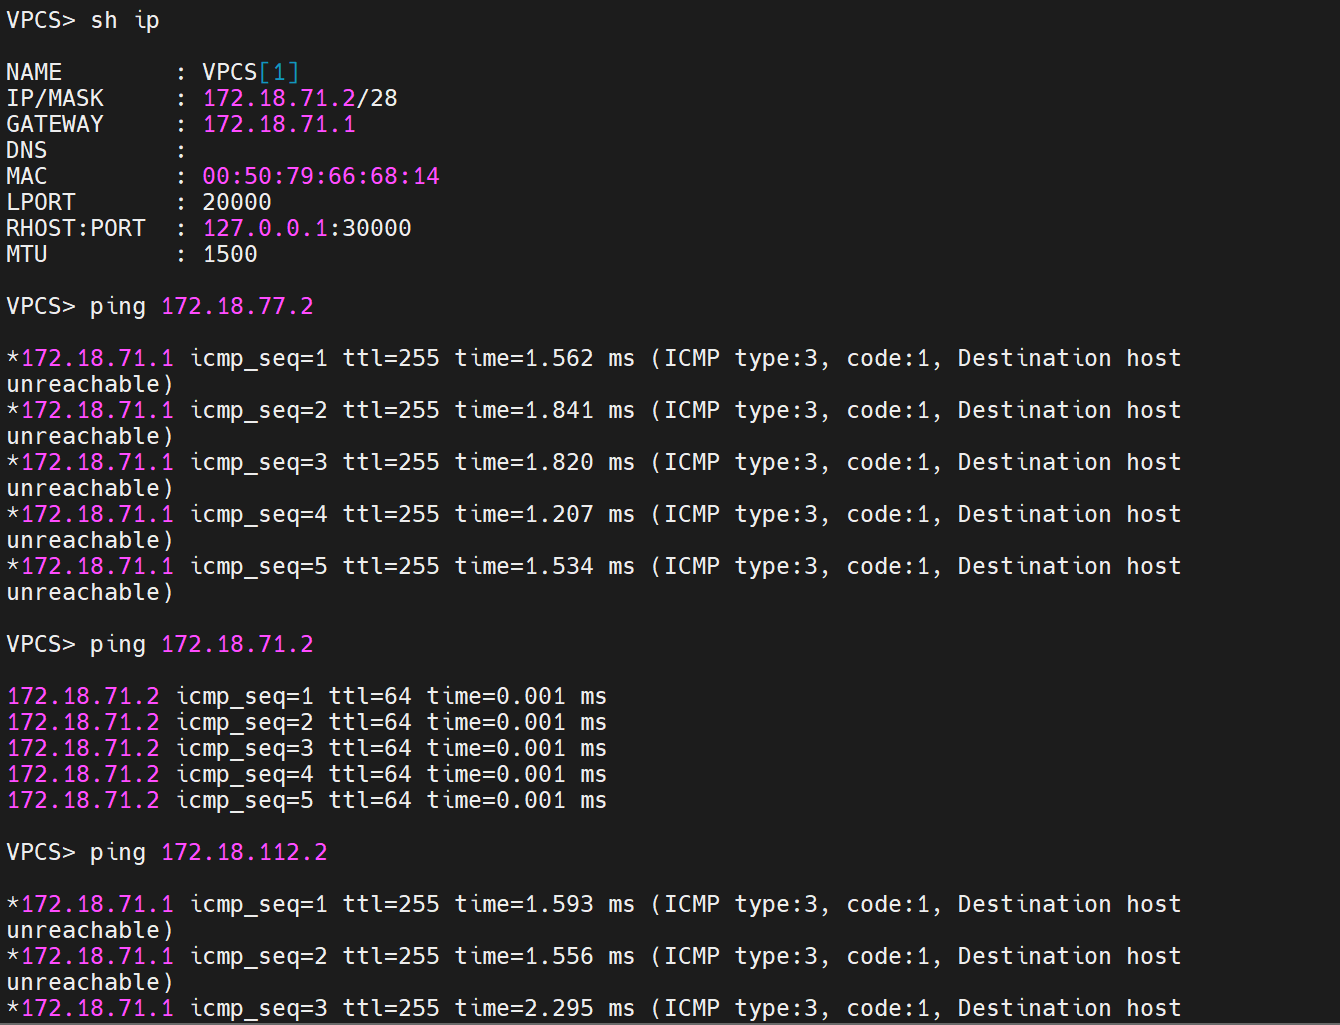 VPCS> sh ip
NAME : VPCS[1]
IP/MASK : 172.18.71.2/28
GATEWAY : 172.18.71.1
DNS :
MAC : 00:50:79:66:68:14
LPORT : 20000
RHOST:PORT : 127.0.0.1:30000
MTU : 1500
VPCS> ping 172.18.77.2
*172.18.71.1 icmp_seq=1 ttl=255 time=1.562 ms (ICMP type:3, code:1, Destination host
unreachable)
*172.18.71.1 icmp_seq=2 ttl=255 time=1.841 ms (ICMP type:3, code:1, Destination host
unreachable)
*172.18.71.1 icmp_seq=3 ttl=255 time=1.820 ms (ICMP type:3, code:1, Destination host
unreachable)
*172.18.71.1 icmp_seq=4 ttl=255 time=1.207 ms (ICMP type:3, code:1, Destination host
unreachable)
*172.18.71.1 icmp_seq=5 ttl=255 time=1.534 ms (ICMP type:3, code:1, Destination host
unreachable)
VPCS> ping 172.18.71.2
172.18.71.2 icmp_seq=1 ttl=64 time=0.001 ms
172.18.71.2 icmp_seq=2 ttl=64 time=0.001 ms
172.18.71.2 icmp_seq=3 ttl=64 time=0.001 ms
172.18.71.2 icmp_seq=4 ttl=64 time=0.001 ms
172.18.71.2 icmp_seq=5 ttl=64 time=0.001 ms
VPCS> ping 172.18.112.2
*172.18.71.1 icmp_seq=1 ttl=255 time=1.593 ms (ICMP type:3, code:1, Destination host
unreachable)
*172.18.71.1 icmp_seq=2 ttl=255 time=1.556 ms (ICMP type:3, code:1, Destination host
unreachable)
*172.18.71.1 icmp_seq=3 ttl=255 time=2.295 ms (ICMP type:3, code:1, Destination host